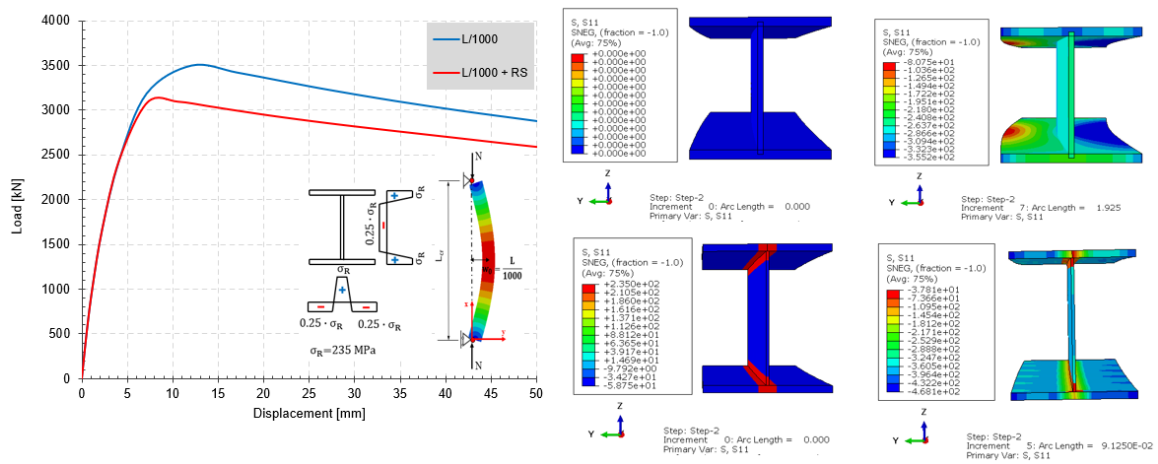 4000
3500
3000
2500
2000
1500
1000
500
0
Load [kN]
0 5 10 15 20 25 30 35 40 45 50
Displacement [mm]
L/1000
L/1000 + RS
σR
+
−
0.25 · σR
+
σR
σR
+
− −
0.25 · σR 0.25 · σR
σR=235 MPa
N
Lcr
L
1000
x
y
N
S, S11
SNEG, (fraction = -1.0)
(Avg: 75%)
+0.000e+00
+0.000e+00
+0.000e+00
+0.000e+00
+0.000e+00
+0.000e+00
+0.000e+00
+0.000e+00
+0.000e+00
+0.000e+00
+0.000e+00
+0.000e+00
+0.000e+00
Z
Y
Step: Step-2
Increment 0: Arc Length = 0.000
Primary Var: S, S11
S, S11
SNEG, (fraction = -1.0)
(Avg: 75%)
-8.075e+01
-1.036e+02
-1.265e+02
-1.494e+02
-1.722e+02
-1.951e+02
-2.180e+02
-2.408e+02
-2.637e+02
-2.866e+02
-3.094e+02
-3.323e+02
-3.552e+02
Z
Y
Step: Step-2
Increment 7: Arc Length = 1.925
Primary Var: S, S11
S, S11
SNEG, (fraction = -1.0)
(Avg: 75%)
+2.350e+02
+2.105e+02
+1.860e+02
+1.616e+02
+1.371e+02
+1.126e+02
+8.812e+01
+6.365e+01
+3.917e+01
+1.469e+01
-9.792e+00
-3.427e+01
-5.875e+01
Z
Y
Step: Step-2
Increment 0: Arc Length = 0.000
Primary Var: S, S11
S, S11
SNEG, (fraction = -1.0)
(Avg: 75%)
-3.781e+01
-7.366e+01
-1.095e+02
-1.454e+02
-1.812e+02
-2.171e+02
-2.529e+02
-2.888e+02
-3.247e+02
-3.605e+02
-3.964e+02
-4.322e+02
-4.681e+02
Z
Y
Step: Step-2
Increment 5: Arc Length = 9.1250E-02
Primary Var: S, S11